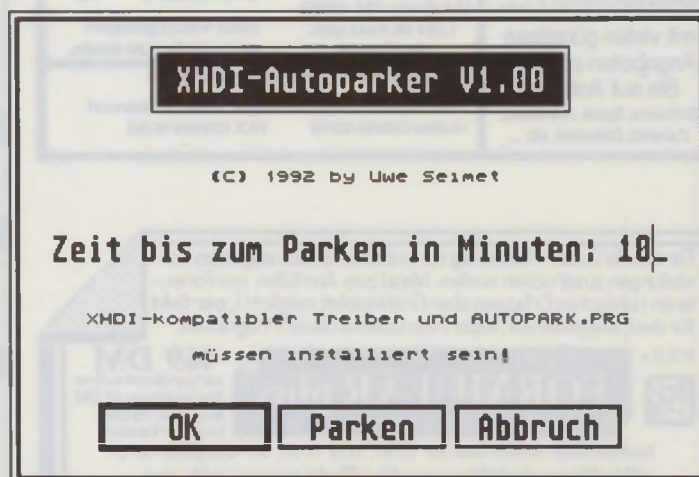 XHDI-Autoparker V1.00
(C) 1992 by Uwe Seimet
Zeit bis zum Parken in Minuten: 10
XHDI-kompatibler Treiber und AUTOPARK.PRG
müssen installiert sein!
OK
Parken
Abbruch